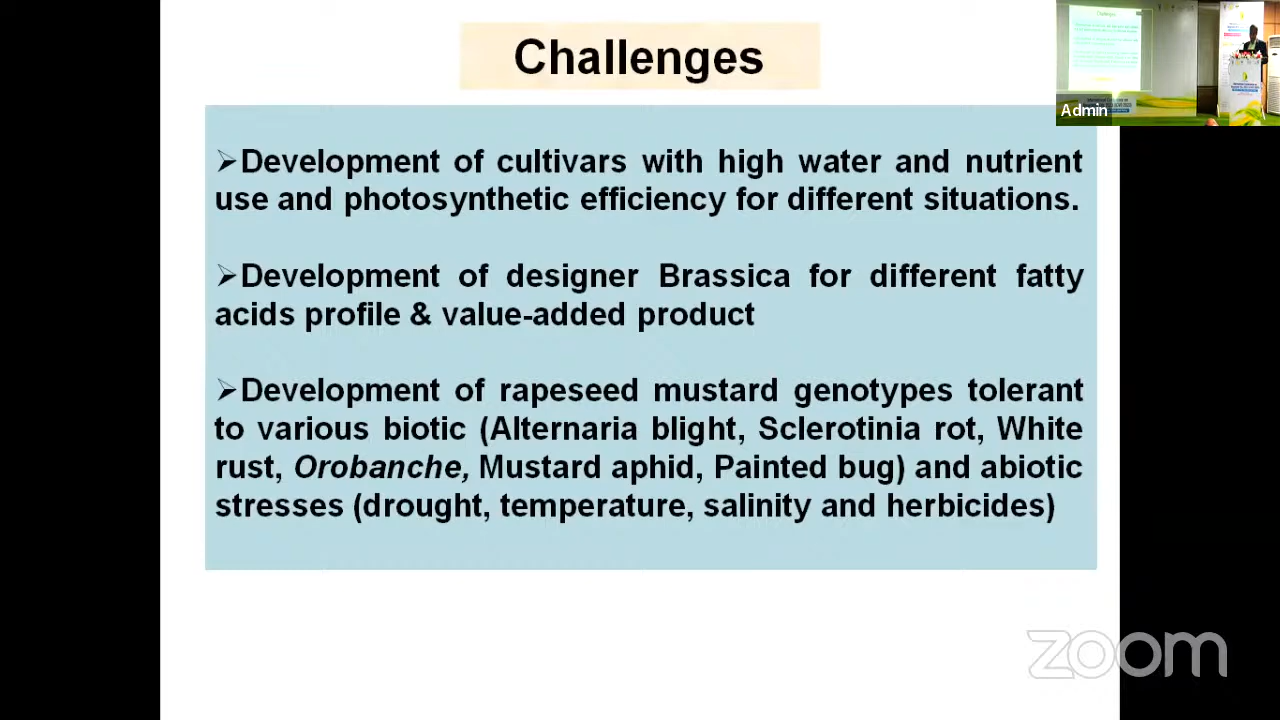 Challenges
Admin
➢Development of cultivars with high water and nutrient
use and photosynthetic efficiency for different situations.
➢Development of designer Brassica for different fatty
acids profile & value-added product
➢Development of rapeseed mustard genotypes tolerant
to various biotic (Alternaria blight, Sclerotinia rot, White
rust, Orobanche, Mustard aphid, Painted bug) and abiotic
stresses (drought, temperature, salinity and herbicides)
zoom